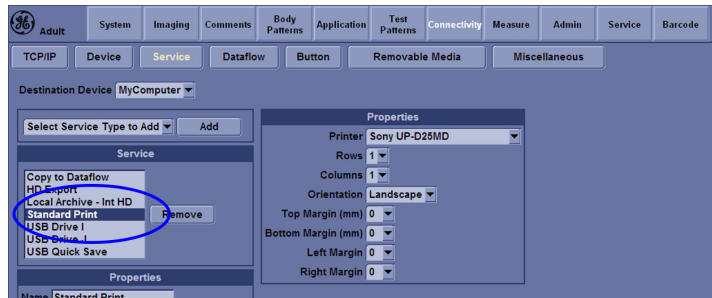 GE Adult
System
Imaging
Comments
Body Patterns
Application
Test Patterns
Connectivity
Measure
Admin
Service
Barcode
TCP/IP
Device
Service
Dataflow
Button
Removable Media
Miscellaneous
Destination Device MyComputer
Select Service Type to Add
Add
Service
Copy to Dataflow
HD Export
Local Archive - Int HD
Standard Print
USB Drive I
USB Drive J
USB Quick Save
Remove
Properties
Name Standard Print
Properties
Printer Sony UP-D25MD
Rows 1
Columns 1
Orientation Landscape
Top Margin (mm) 0
Bottom Margin (mm) 0
Left Margin 0
Right Margin 0